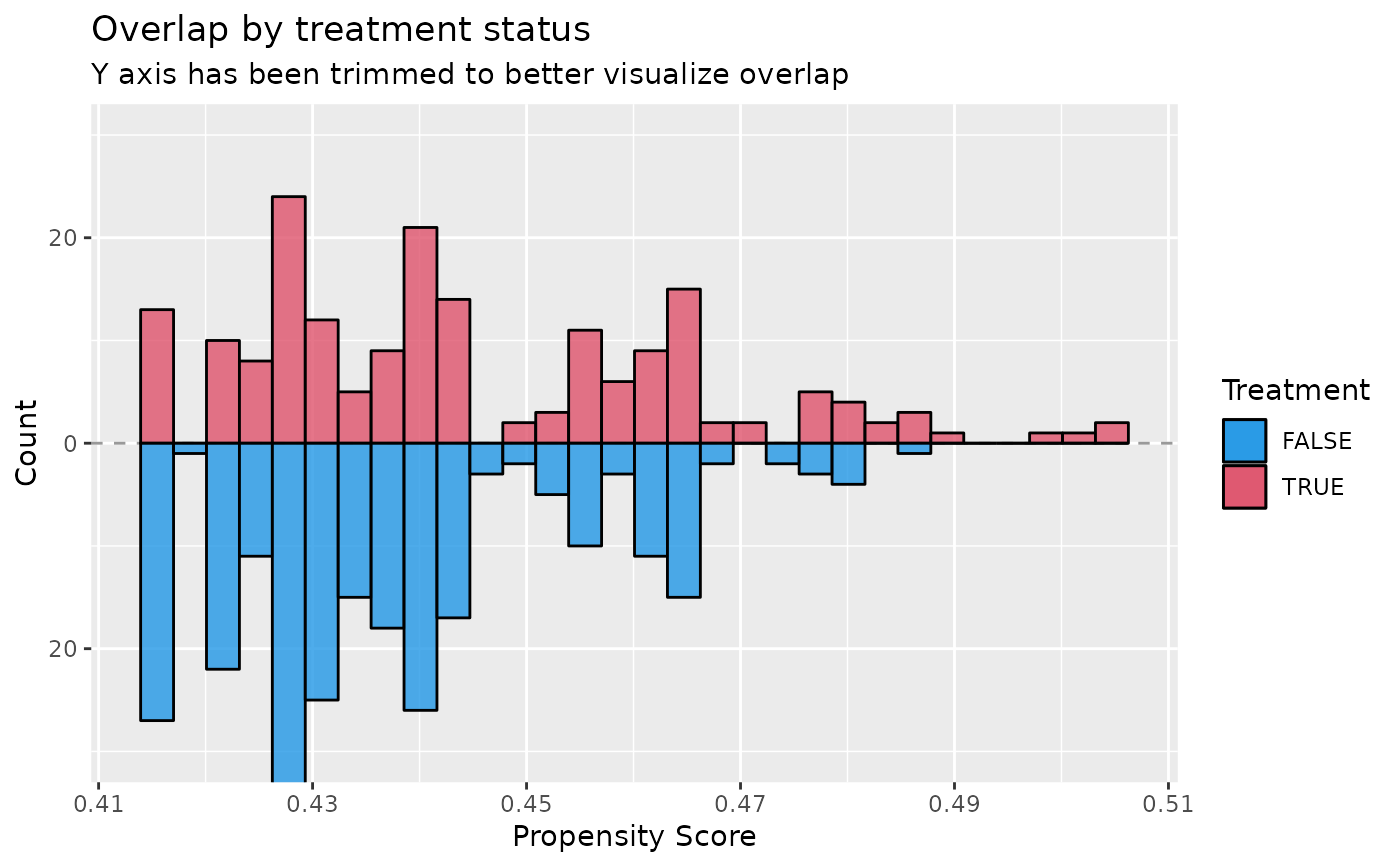 Overlap by treatment status
Y axis has been trimmed to better visualize overlap
Count
20
0
20
0.41 0.43 0.45 0.47 0.49 0.51
Propensity Score
Treatment
FALSE
TRUE